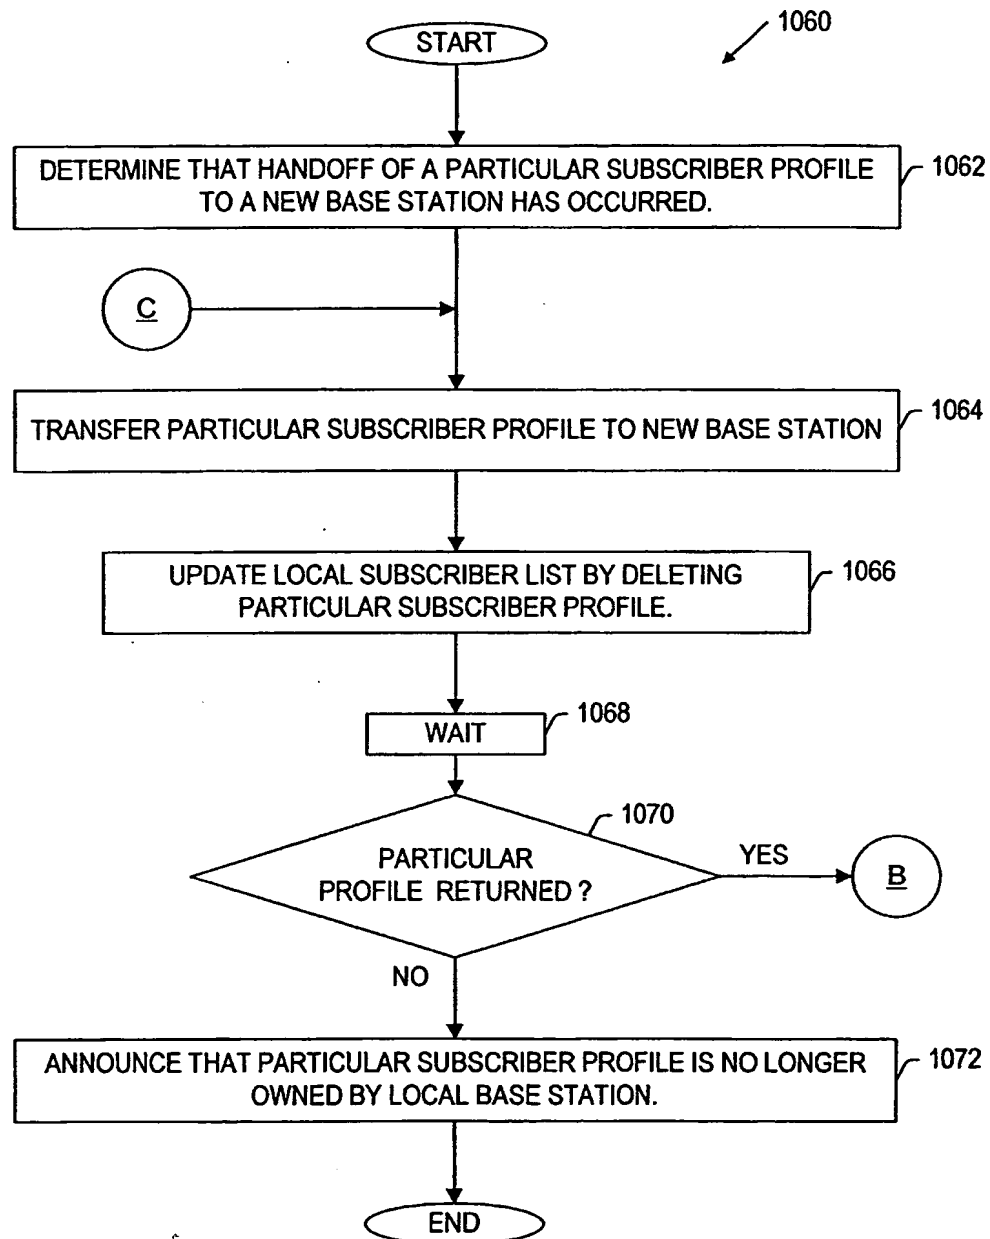 START
1060
DETERMINE THAT HANDOFF OF A PARTICULAR SUBSCRIBER PROFILE
TO A NEW BASE STATION HAS OCCURRED.
1062
C
TRANSFER PARTICULAR SUBSCRIBER PROFILE TO NEW BASE STATION
1064
UPDATE LOCAL SUBSCRIBER LIST BY DELETING
PARTICULAR SUBSCRIBER PROFILE.
1066
WAIT
1068
1070
PARTICULAR
PROFILE RETURNED ?
YES
B
NO
ANNOUNCE THAT PARTICULAR SUBSCRIBER PROFILE IS NO LONGER
OWNED BY LOCAL BASE STATION.
1072
END